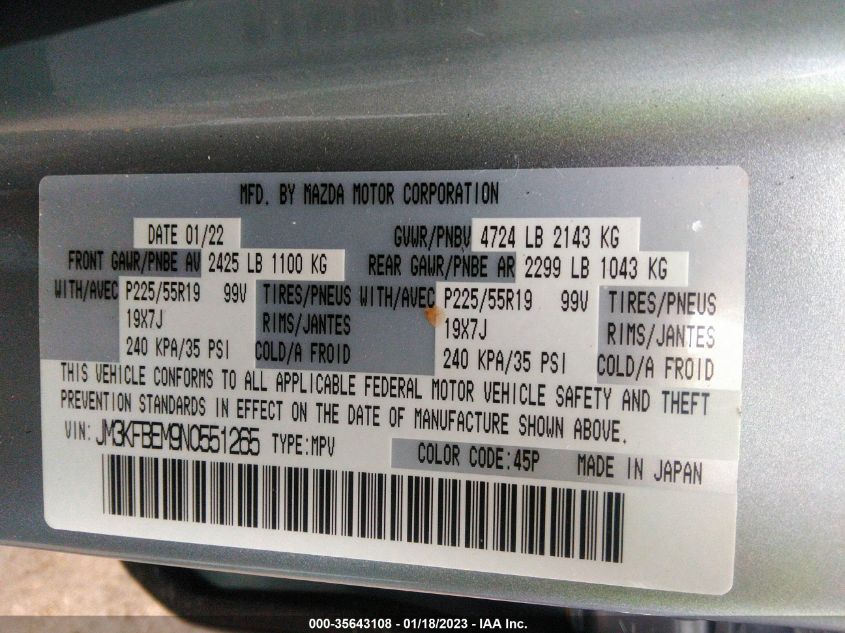 MFD. BY MAZDA MOTOR CORPORATION
DATE 01/22 GVWR/PNBV 4724 LB 2143 KG
FRONT GAWR/PNBE AV 2425 LB 1100 KG REAR GAWR/PNBE AR 2299 LB 1043 KG
WITH/AVEC P225/55R19 99V TIRES/PNEUS WITH/AVEC P225/55R19 99V TIRES/PNEUS
19X7J RIMS/JANTES 19X7J RIMS/JANTES
240 KPA/35 PSI COLD/A FROID 240 KPA/35 PSI COLD/A FROID
THIS VEHICLE CONFORMS TO ALL APPLICABLE FEDERAL MOTOR VEHICLE SAFETY AND THEFT
PREVENTION STANDARDS IN EFFECT ON THE DATE OF MANUFACTURE SHOWN ABOVE.
VIN: JM3KFBEM9N0551265 TYPE:MPV COLOR CODE:45P MADE IN JAPAN
000-35643108 - 01/18/2023 - IAA Inc.